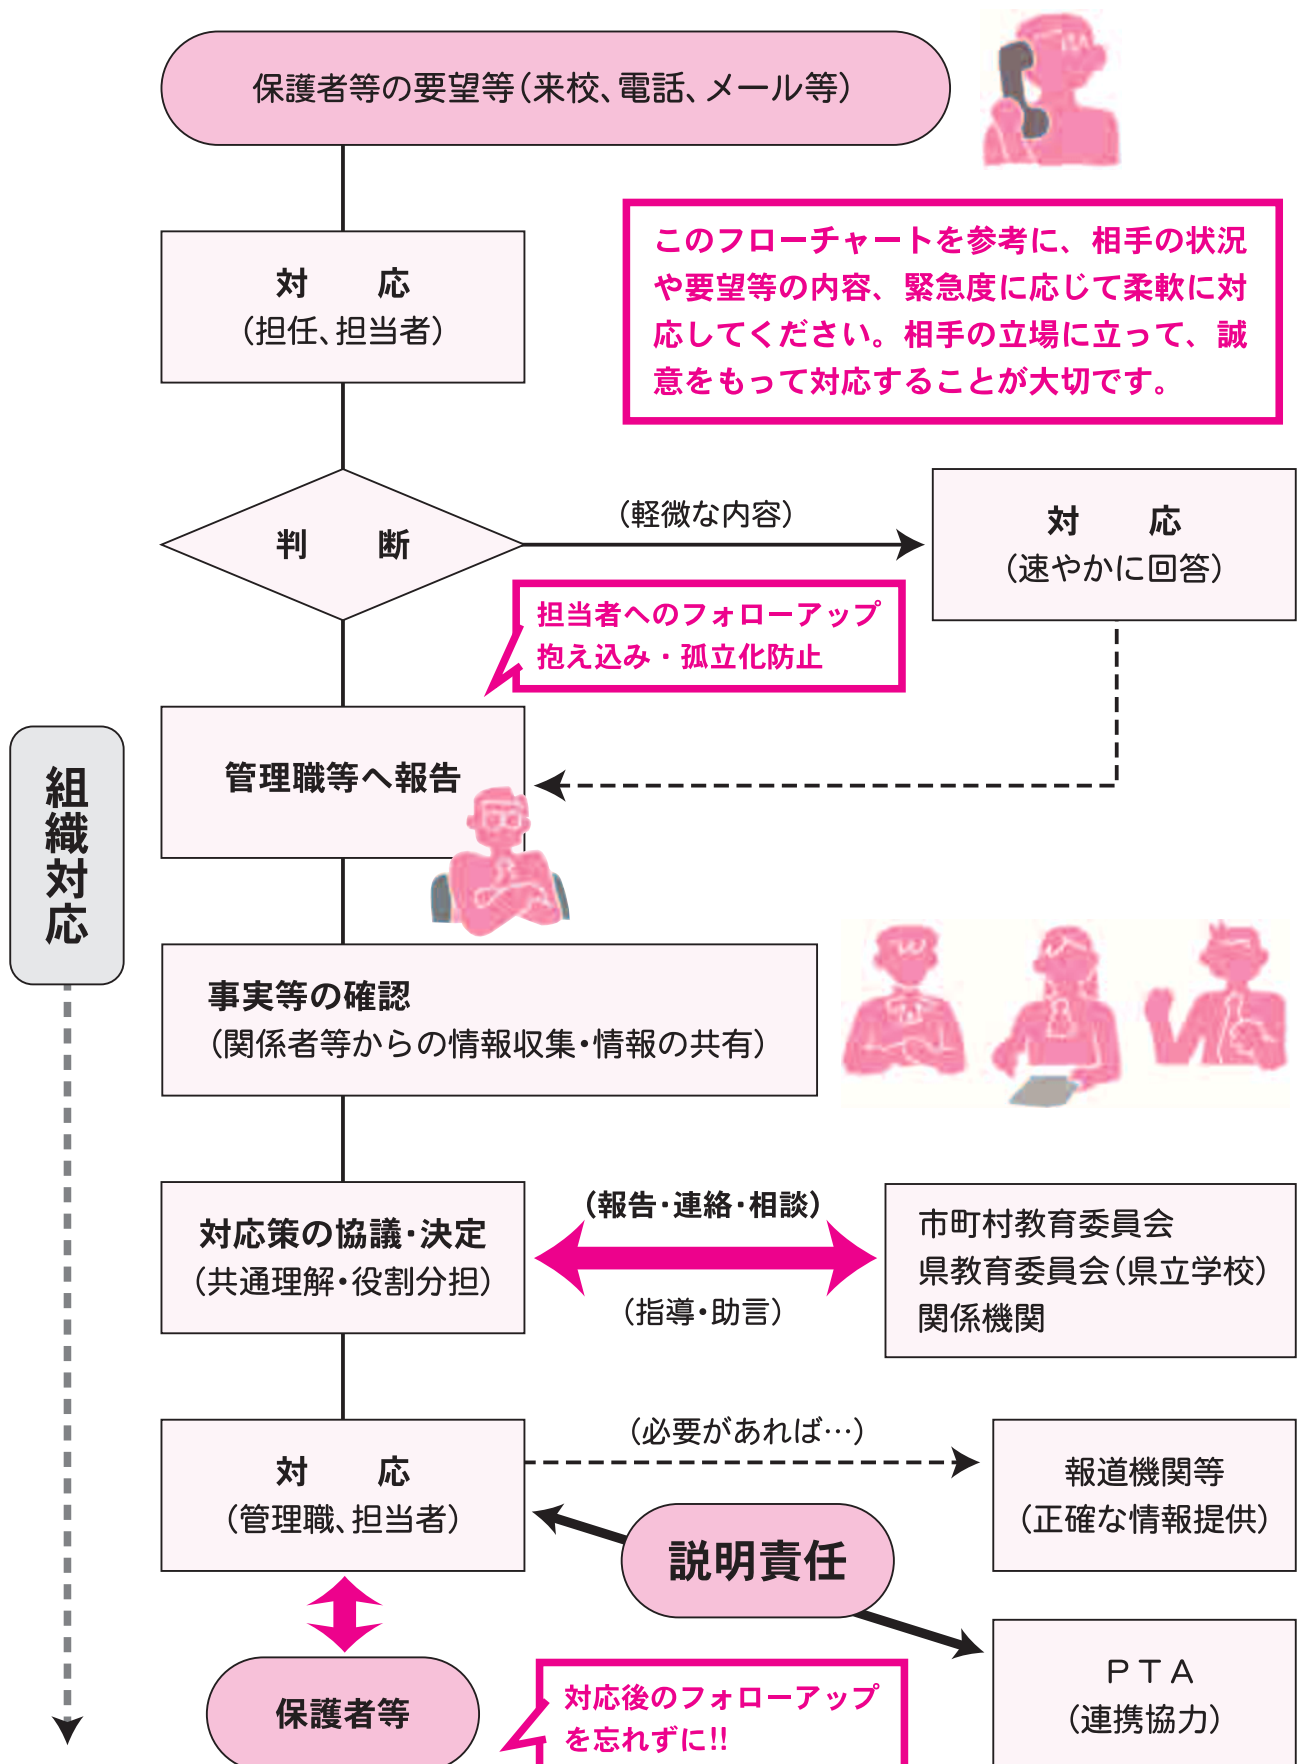 保護者等の要望等（来校、電話、メール等）
このフローチャートを参考に、相手の状況
や要望等の内容、緊急度に応じて柔軟に対
応してください。相手の立場に立って、誠
意をもって対応することが大切です。
対　応
（担任、担当者）
判　断
（軽微な内容）
対　応
（速やかに回答）
担当者へのフォローアップ
抱え込み・孤立化防止
管理職等へ報告
組織対応
事実等の確認
（関係者等からの情報収集・情報の共有）
対応策の協議・決定
（共通理解・役割分担）
（報告・連絡・相談）
（指導・助言）
市町村教育委員会
県教育委員会（県立学校）
関係機関
対　応
（管理職、担当者）
（必要があれば…）
報道機関等
（正確な情報提供）
説明責任
ＰＴＡ
（連携協力）
保護者等
対応後のフォローアップ
を忘れずに!!